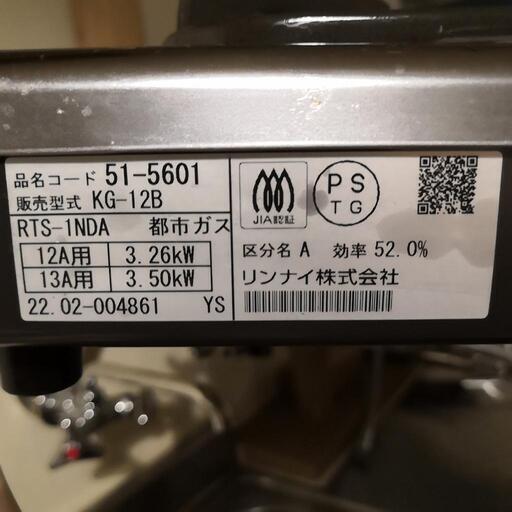 品名コード 51-5601
販売型式 KG-12B
RTS-1NDA 都市ガス
12A用 3.26kW
13A用 3.50kW
22.02-004861 YS
JIA認証
PS
TG
区分名 A 効率 52.0%
リンナイ株式会社